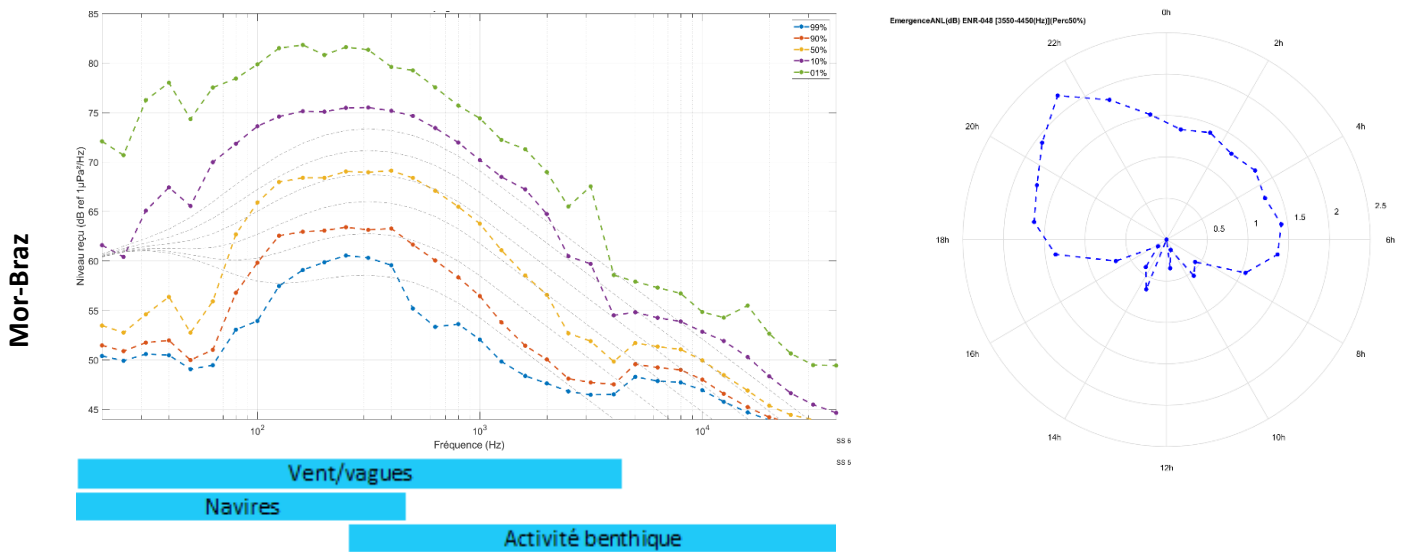 Mor-Braz
85
80
75
70
65
60
55
50
45
Niveau reçu (dB ref 1µPa²/Hz)
10²
10³
10⁴
Fréquence (Hz)
99%
90%
50%
10%
01%
SS 6
SS 5
Vent/vagues
Navires
Activité benthique
EmergenceANL(dB) ENR-048 [3550-4450(Hz)](Perc50%)
0h
2h
4h
6h
8h
10h
12h
14h
16h
18h
20h
22h
0.5
1
1.5
2
2.5